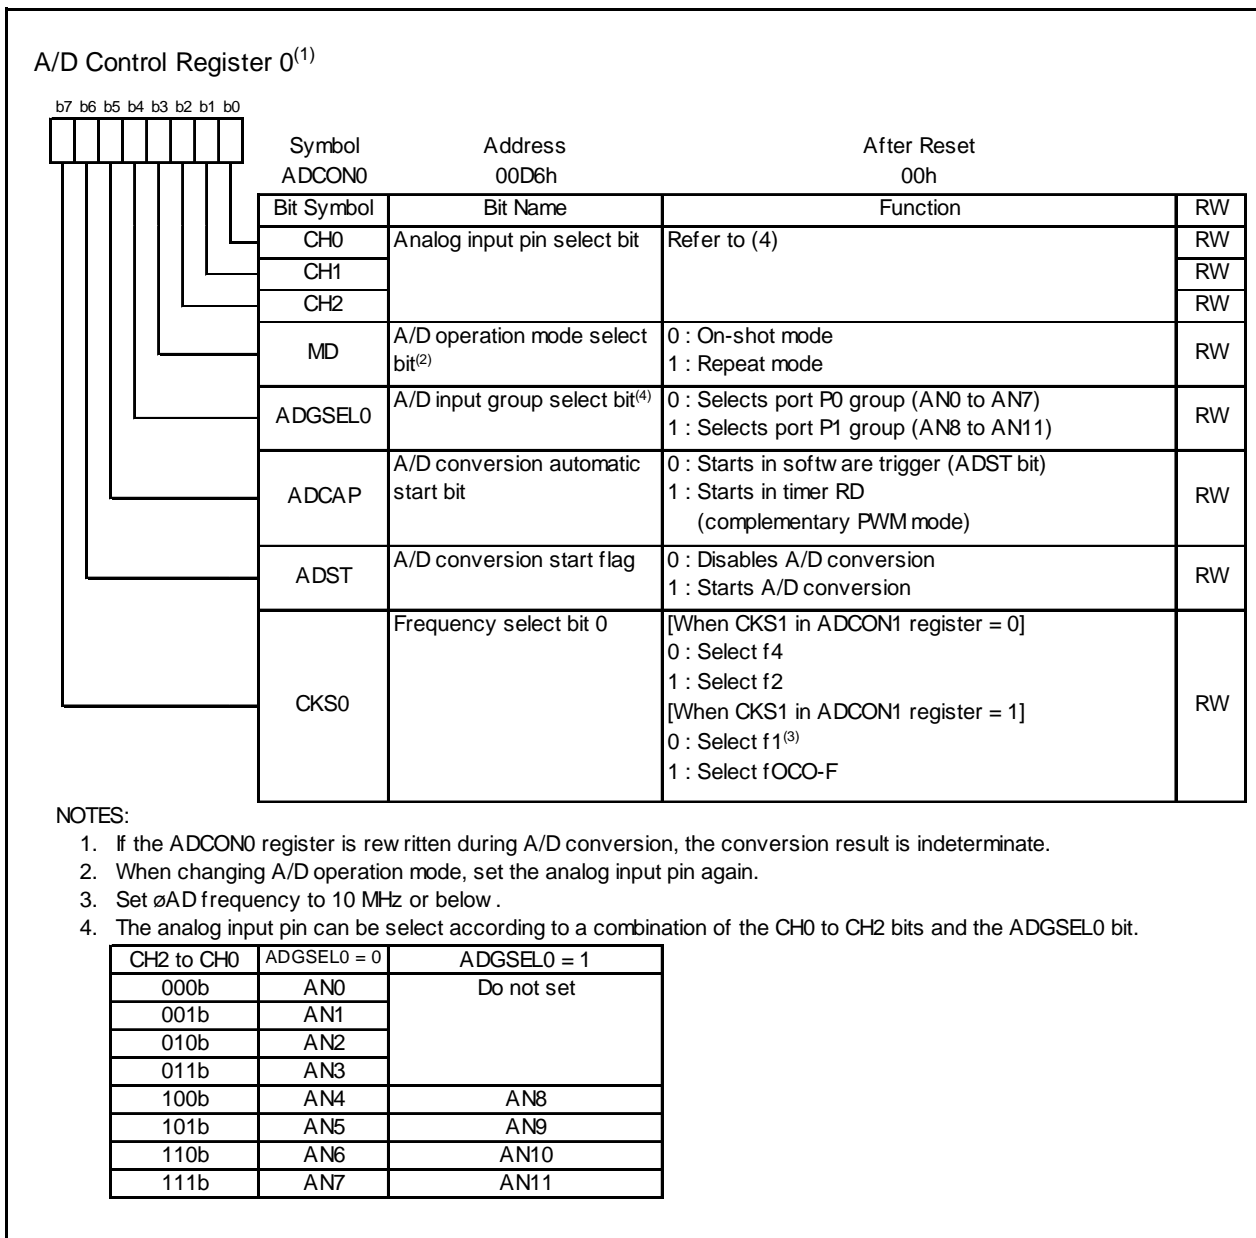 A/D Control Register 0(1)
b7 b6 b5 b4 b3 b2 b1 b0
Symbol Address After Reset
ADCON0 00D6h 00h
Bit Symbol Bit Name Function RW
CH0 Analog input pin select bit Refer to (4) RW
CH1 RW
CH2 RW
MD A/D operation mode select bit(2) 0 : On-shot mode RW
1 : Repeat mode
ADGSEL0 A/D input group select bit(4) 0 : Selects port P0 group (AN0 to AN7) RW
1 : Selects port P1 group (AN8 to AN11)
ADCAP A/D conversion automatic start bit 0 : Starts in software trigger (ADST bit) RW
1 : Starts in timer RD
(complementary PWM mode)
ADST A/D conversion start flag 0 : Disables A/D conversion RW
1 : Starts A/D conversion
CKS0 Frequency select bit 0 [When CKS1 in ADCON1 register = 0] RW
0 : Select f4
1 : Select f2
[When CKS1 in ADCON1 register = 1]
0 : Select f1(3)
1 : Select fOCO-F
NOTES:
1. If the ADCON0 register is rewritten during A/D conversion, the conversion result is indeterminate.
2. When changing A/D operation mode, set the analog input pin again.
3. Set øAD frequency to 10 MHz or below.
4. The analog input pin can be select according to a combination of the CH0 to CH2 bits and the ADGSEL0 bit.
CH2 to CH0 ADGSEL0 = 0 ADGSEL0 = 1
000b AN0 Do not set
001b AN1
010b AN2
011b AN3
100b AN4 AN8
101b AN5 AN9
110b AN6 AN10
111b AN7 AN11